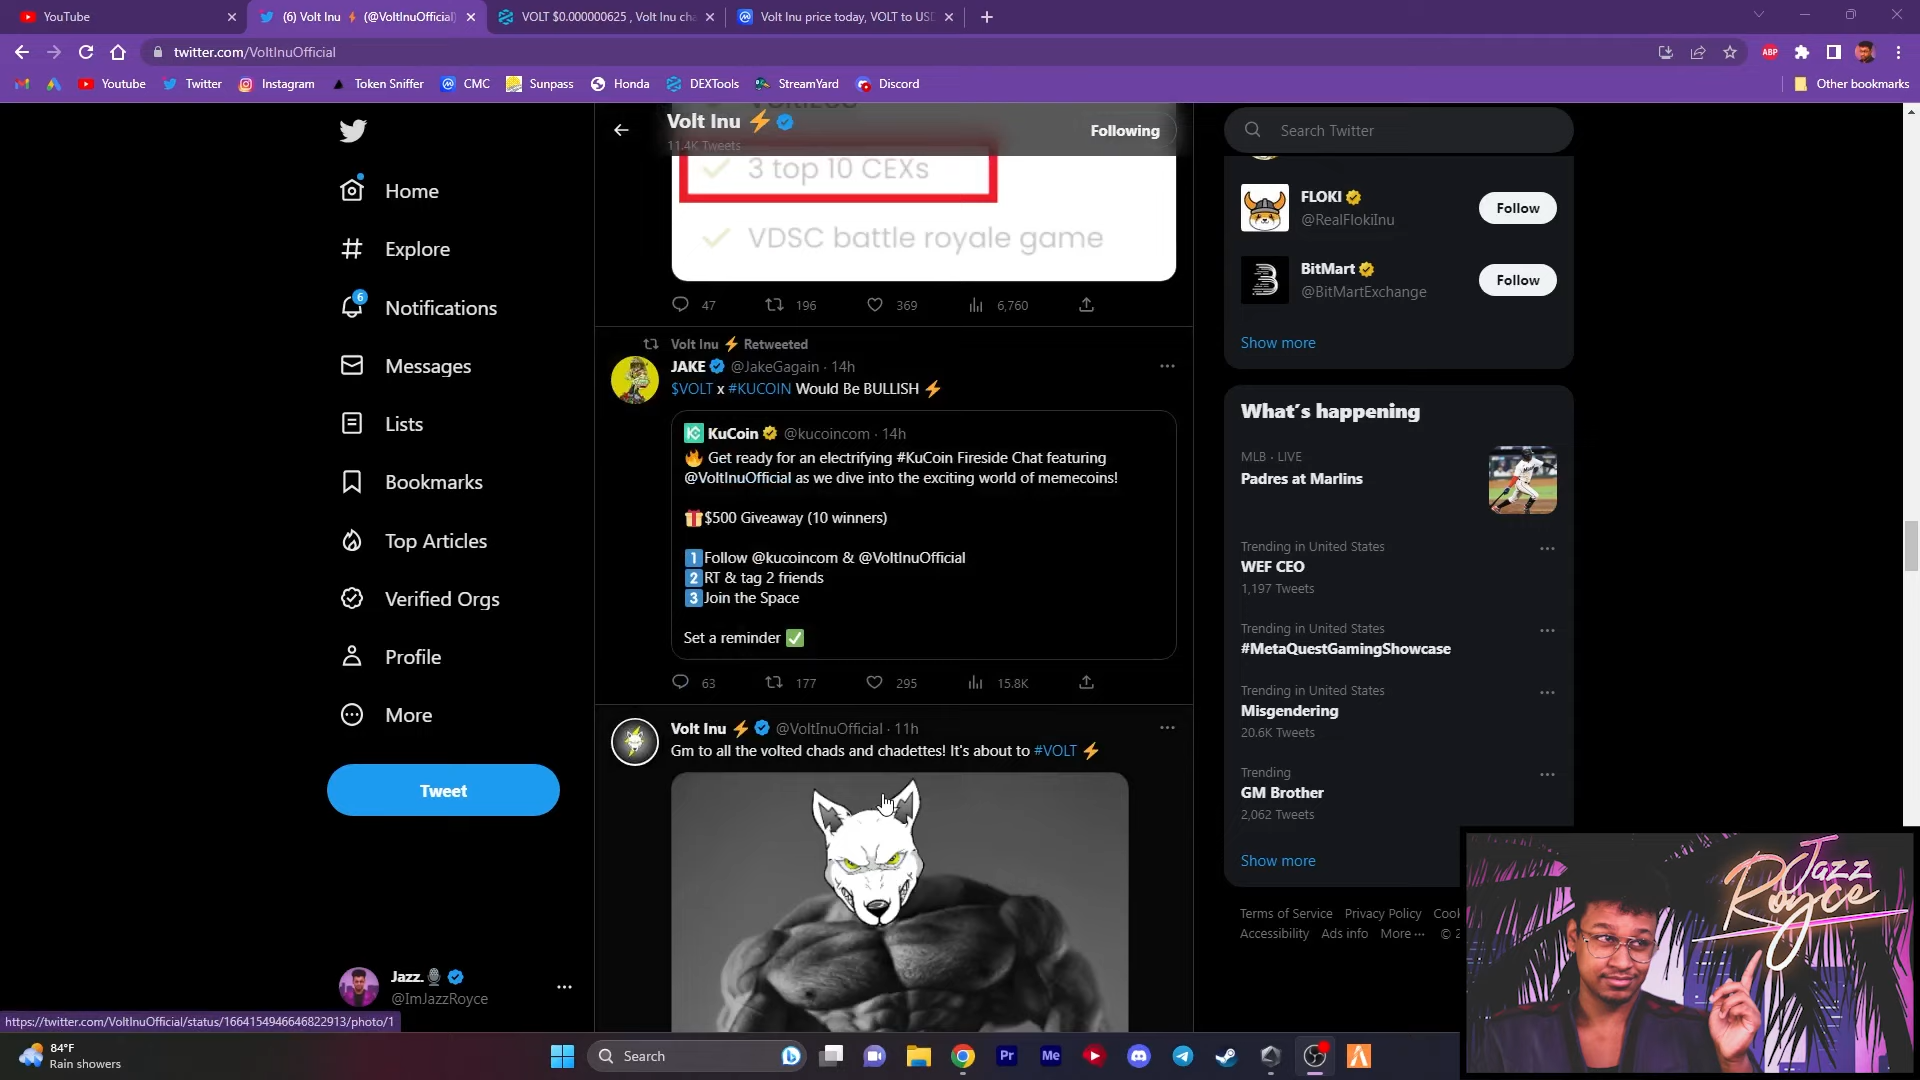 YouTube
(6) Volt Inu ⚡ (@VoltInuOfficial)
VOLT $0.000000625 , Volt Inu cha
Volt Inu price today, VOLT to USD
twitter.com/VoltInuOfficial
ABP
Youtube
Twitter
Instagram
Token Sniffer
CMC
Sunpass
Honda
DEXTools
StreamYard
Discord
Other bookmarks
Home
Explore
6
Notifications
Messages
Lists
Bookmarks
Top Articles
Verified Orgs
Profile
More
Tweet
Jazz.🎙️
@ImJazzRoyce
Volt Inu ⚡
11.4K Tweets
Following
3 top 10 CEXs
VDSC battle royale game
47
196
369
6,760
Volt Inu ⚡ Retweeted
JAKE @JakeGagain · 14h
$VOLT x #KUCOIN Would Be BULLISH ⚡
KuCoin @kucoincom · 14h
🔥 Get ready for an electrifying #KuCoin Fireside Chat featuring
@VoltInuOfficial as we dive into the exciting world of memecoins!
🎁$500 Giveaway (10 winners)
1️⃣Follow @kucoincom & @VoltInuOfficial
2️⃣RT & tag 2 friends
3️⃣Join the Space
Set a reminder ✅
63
177
295
15.8K
Volt Inu ⚡ @VoltInuOfficial · 11h
Gm to all the volted chads and chadettes! It's about to #VOLT ⚡
Search Twitter
FLOKI
@RealFlokiInu
Follow
BitMart
@BitMartExchange
Follow
Show more
What's happening
MLB · LIVE
Padres at Marlins
Trending in United States
WEF CEO
1,197 Tweets
Trending in United States
#MetaQuestGamingShowcase
Trending in United States
Misgendering
20.6K Tweets
Trending
GM Brother
2,062 Tweets
Show more
Terms of Service Privacy Policy Cook
Accessibility Ads info More ··· © 2
Jazz
Royce
https://twitter.com/VoltInuOfficial/status/1664154946646822913/photo/1
84°F
Rain showers
Search
Pr
Me